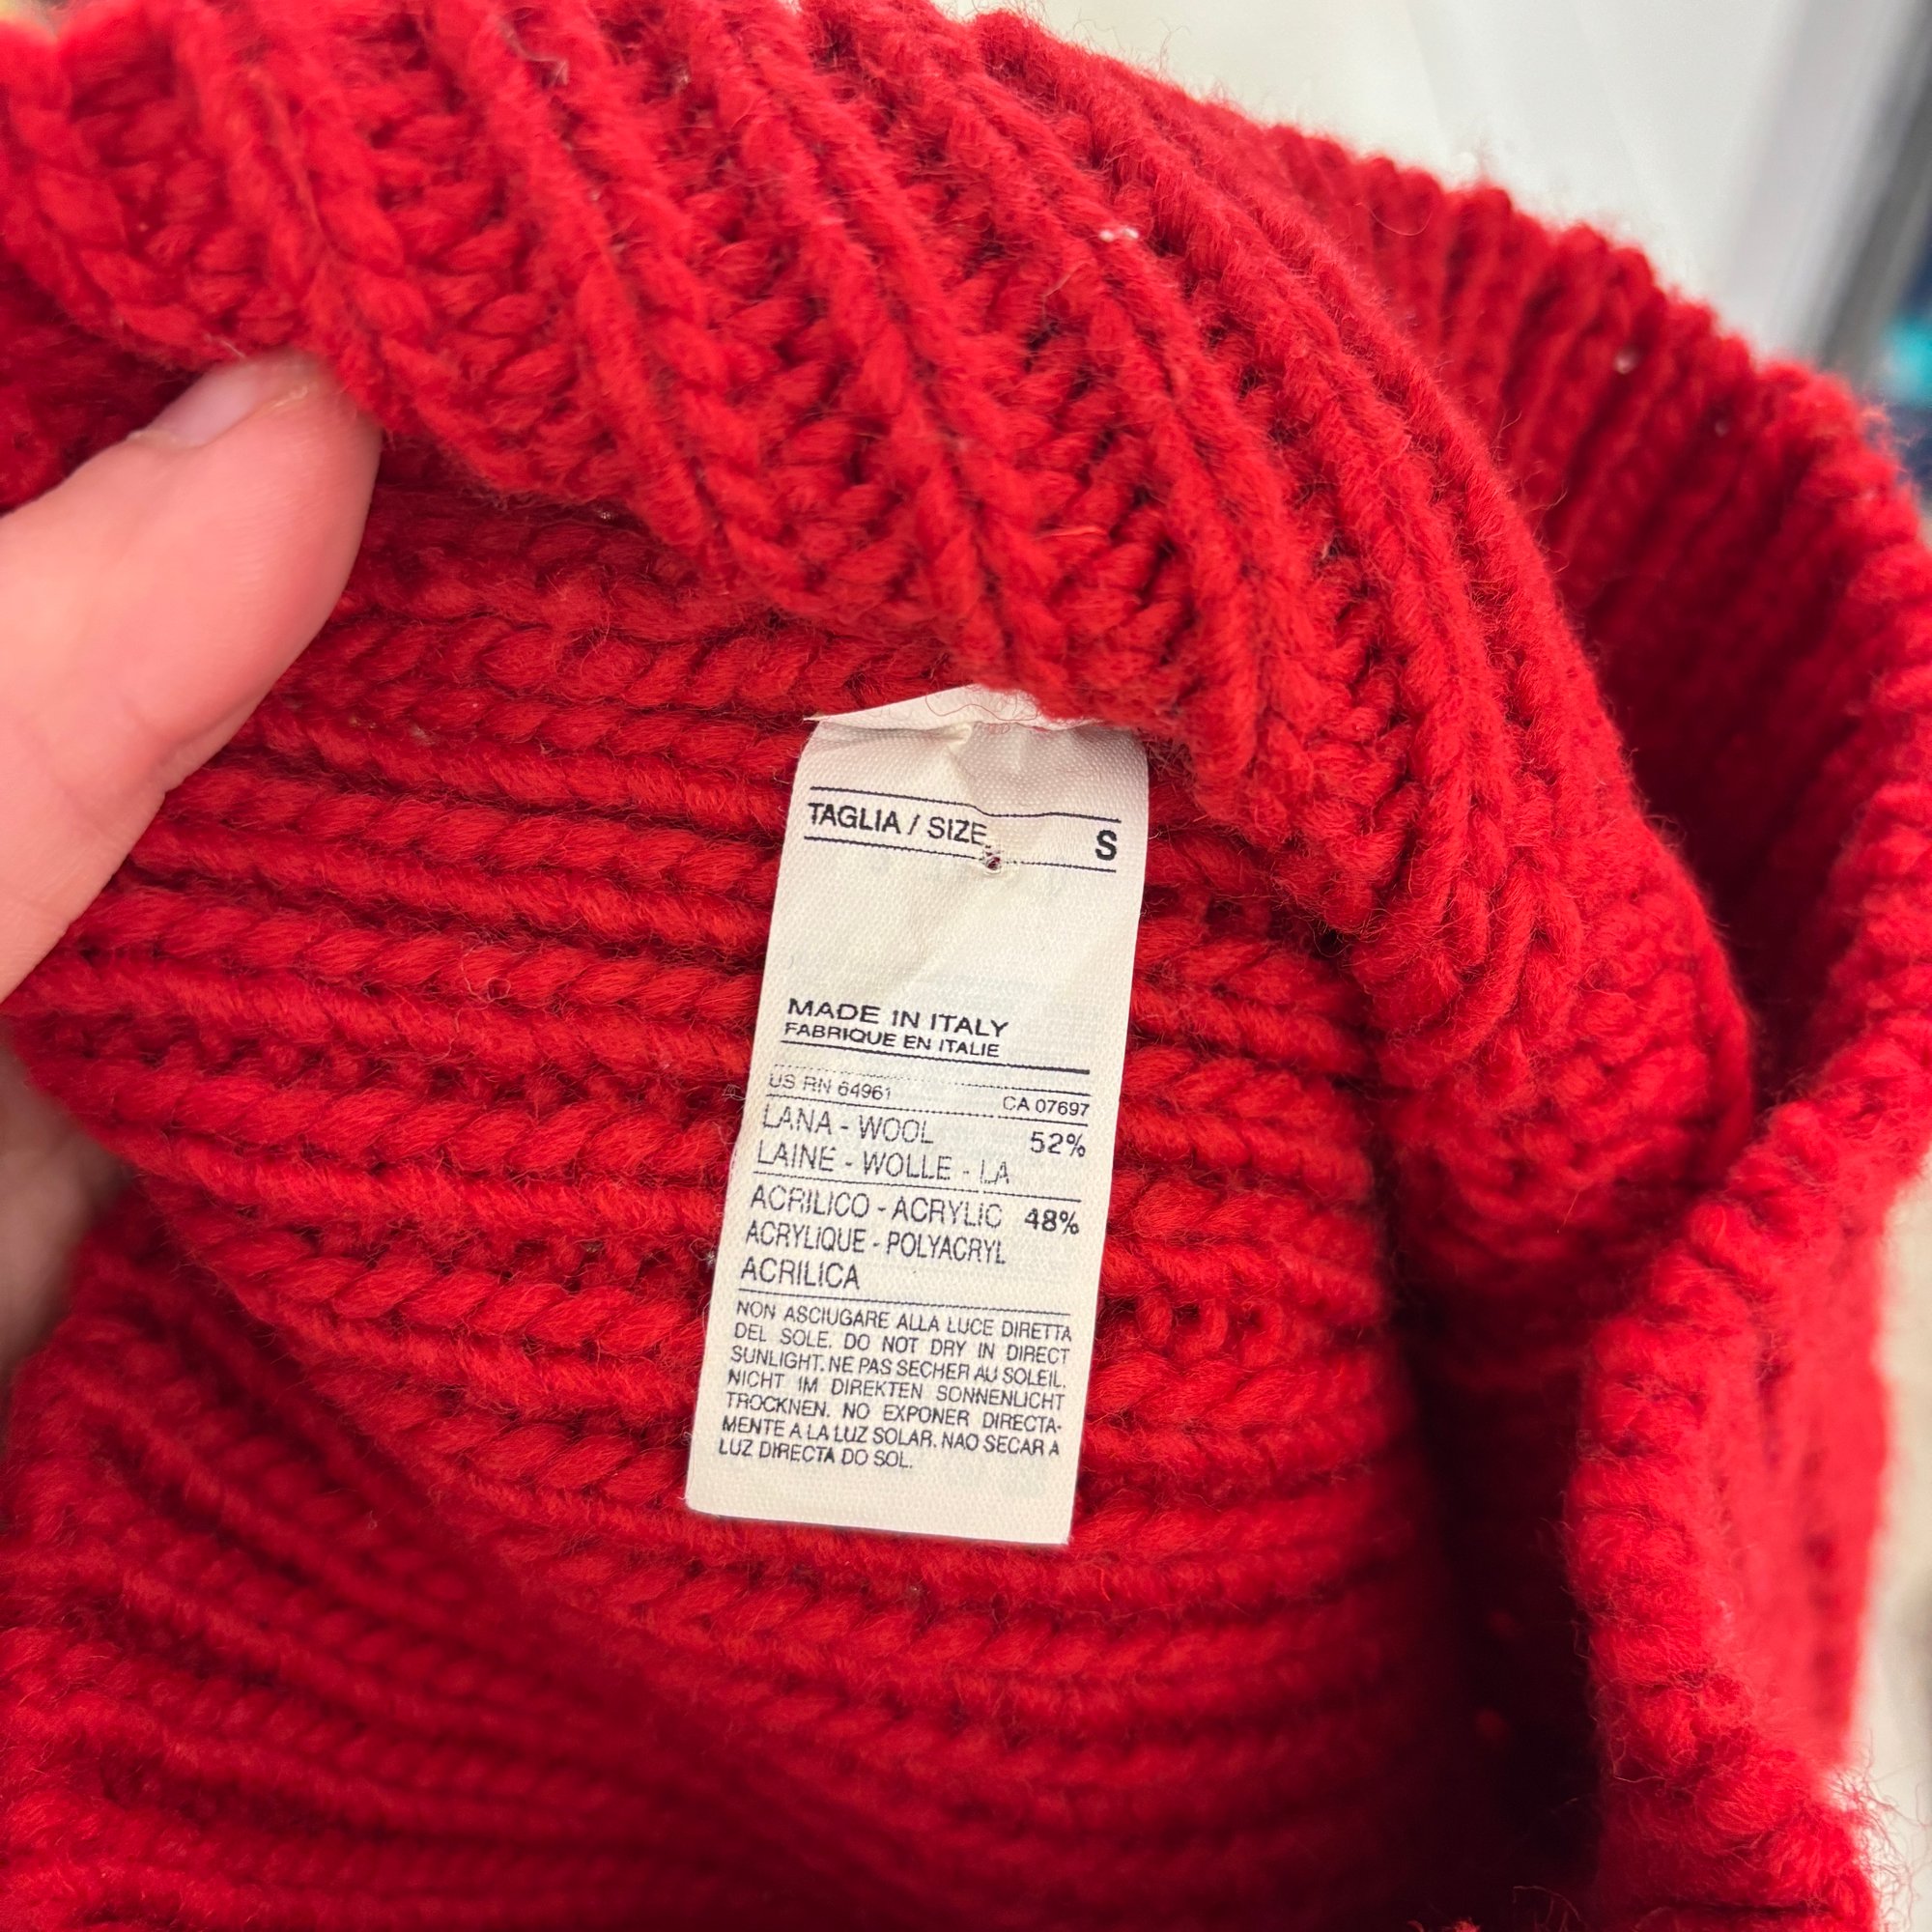 TAGLIA / SIZE S
MADE IN ITALY
FABRIQUE EN ITALIE
US RN 64961 CA 07697
LANA - WOOL 52%
LAINE - WOLLE - LA
ACRILICO - ACRYLIC 48%
ACRYLIQUE - POLYACRYL
ACRILICA
NON ASCIUGARE ALLA LUCE DIRETTA
DEL SOLE. DO NOT DRY IN DIRECT
SUNLIGHT. NE PAS SECHER AU SOLEIL.
NICHT IM DIREKTEN SONNENLICHT
TROCKNEN. NO EXPONER DIRECTA-
MENTE A LA LUZ SOLAR. NAO SECAR A
LUZ DIRECTA DO SOL.